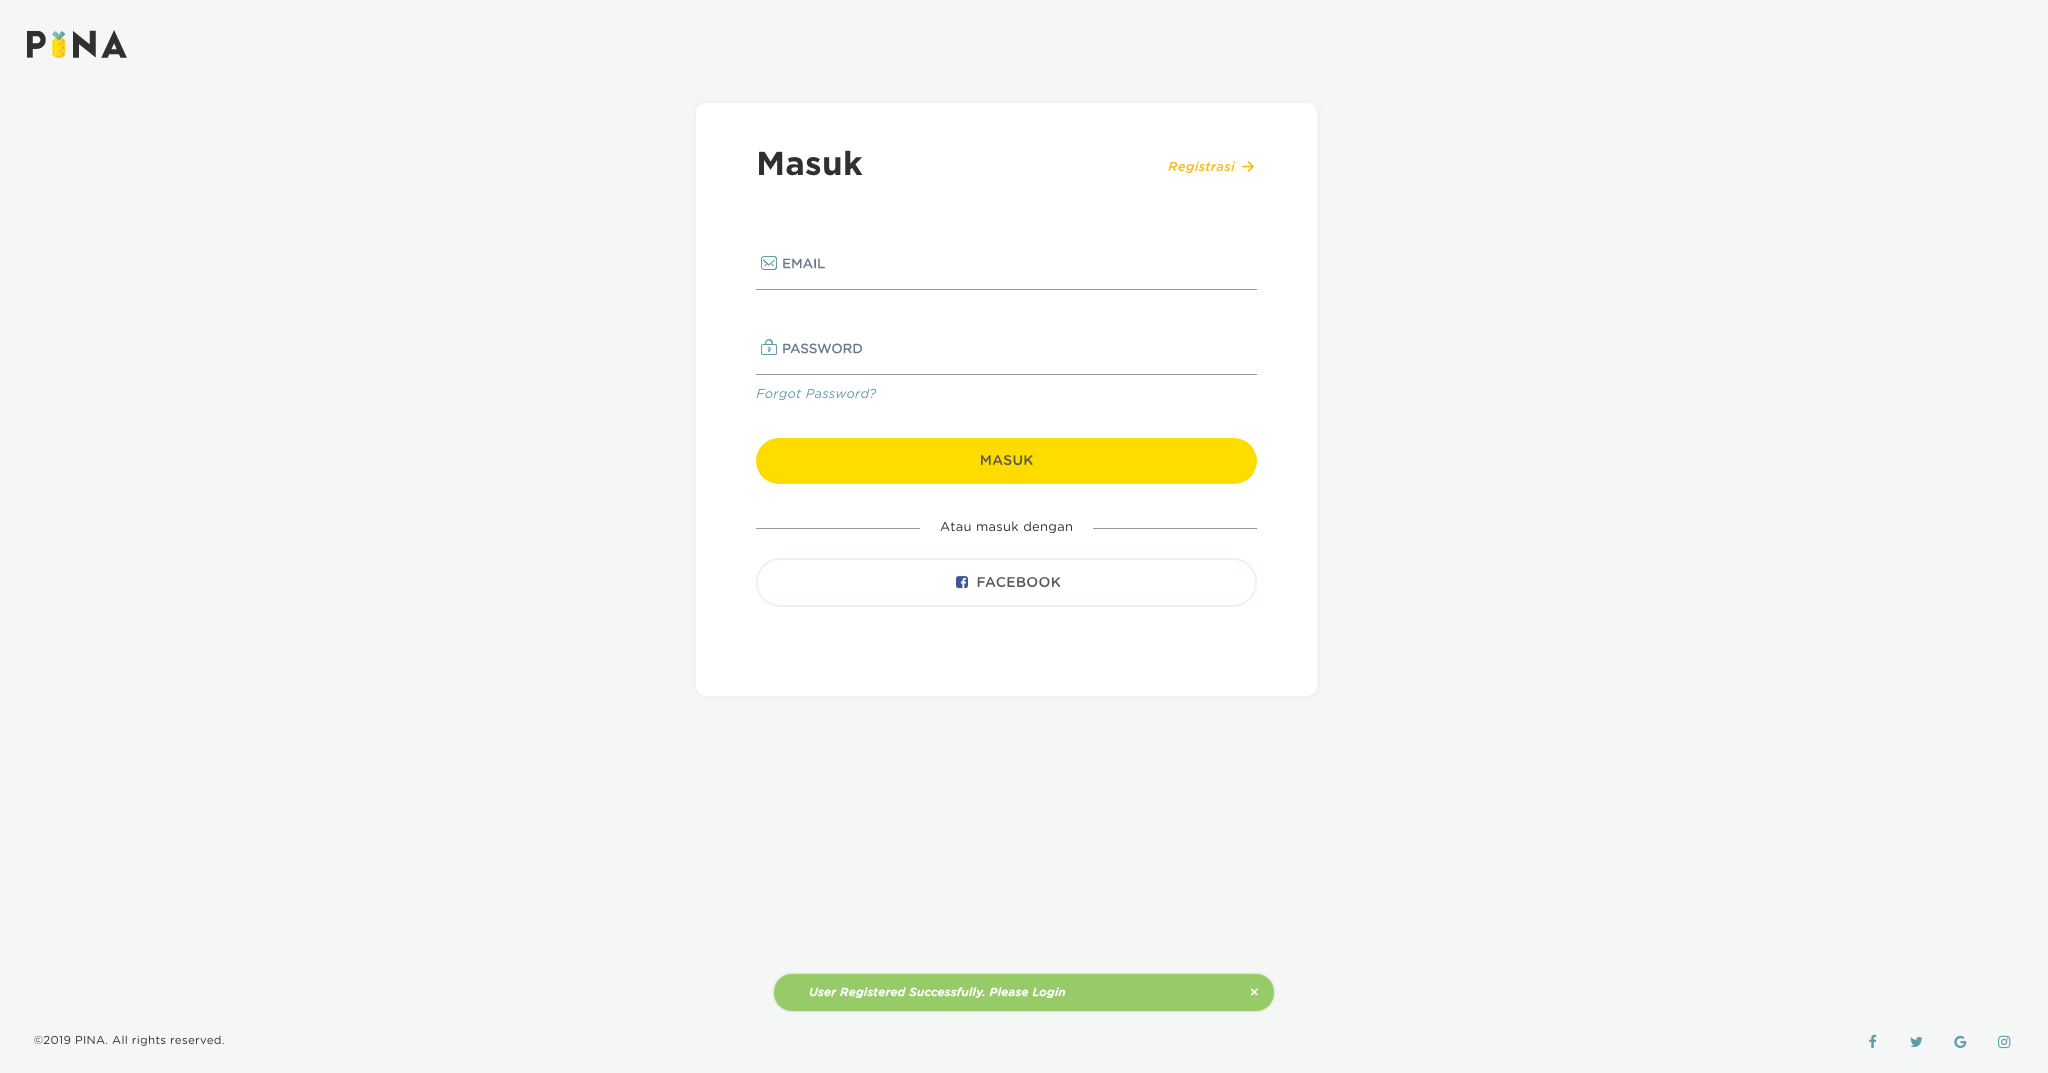 PINA
Masuk
Registrasi →
EMAIL
PASSWORD
Forgot Password?
MASUK
Atau masuk dengan
FACEBOOK
User Registered Successfully. Please Login ×
©2019 PINA. All rights reserved.